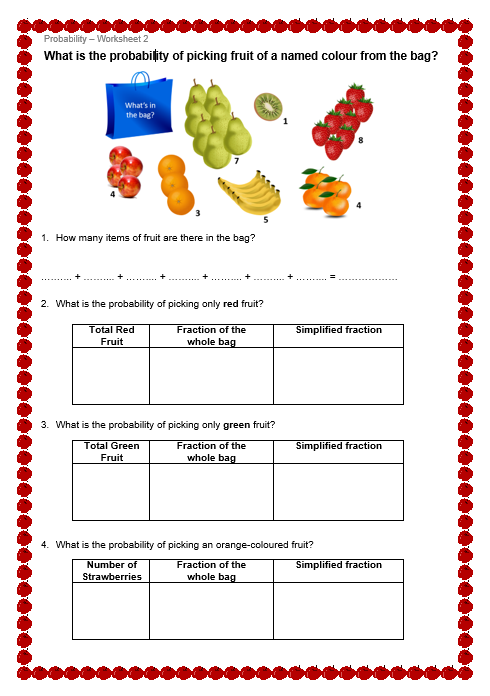 Probability – Worksheet 2
What is the probability of picking fruit of a named colour from the bag?
What's in
the bag?
1
7
8
4
3
5
4
1. How many items of fruit are there in the bag?
……… + ……… + ……… + ……… + ……… + ……… + ……… = ………………
2. What is the probability of picking only red fruit?
Total Red Fruit
Fraction of the whole bag
Simplified fraction
3. What is the probability of picking only green fruit?
Total Green Fruit
Fraction of the whole bag
Simplified fraction
4. What is the probability of picking an orange-coloured fruit?
Number of Strawberries
Fraction of the whole bag
Simplified fraction